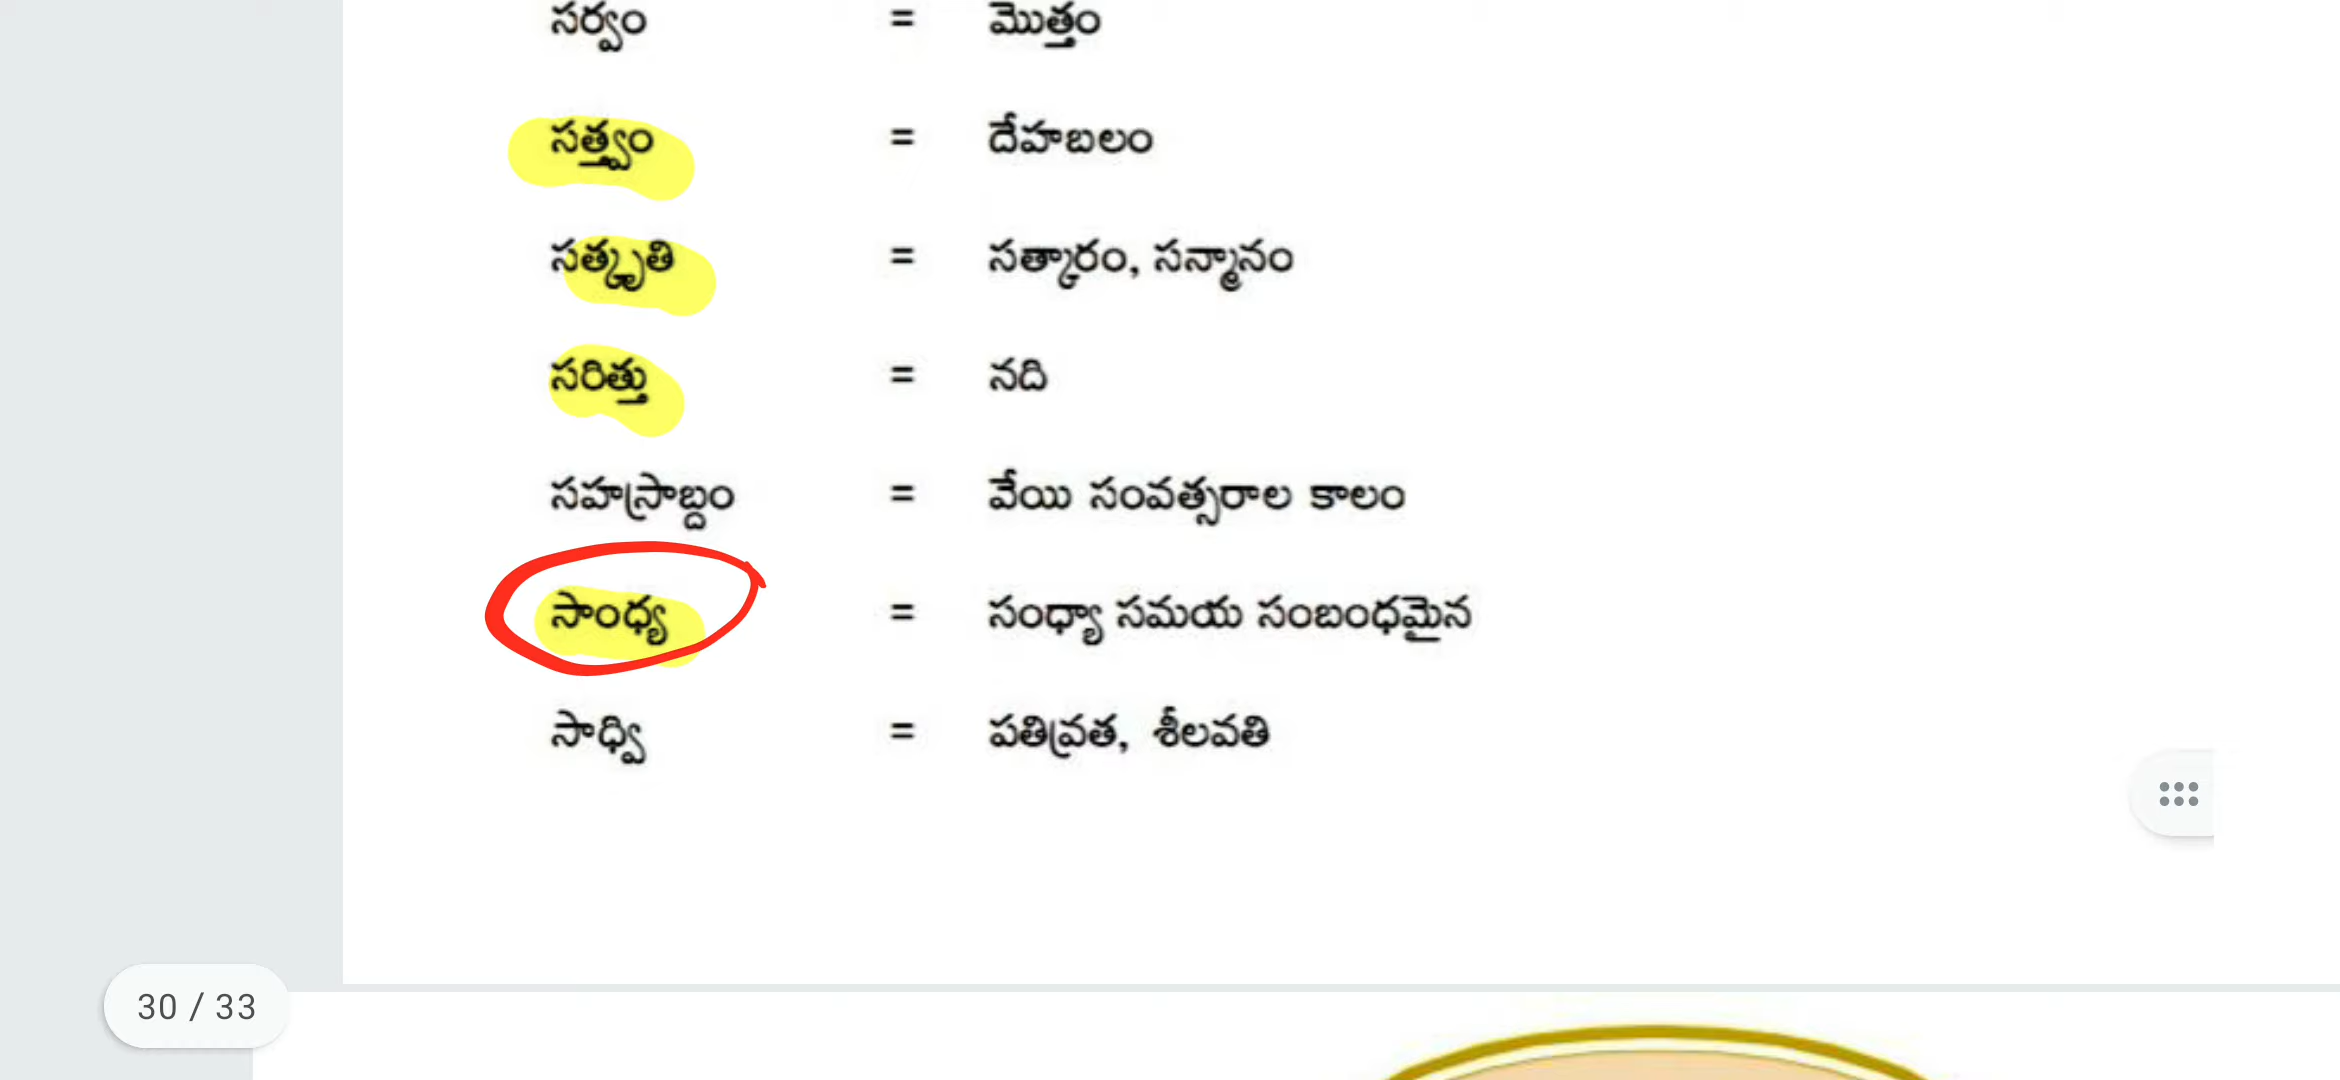 సర్వం = మొత్తం
సత్త్వం = దేహబలం
సత్కృతి = సత్కారం, సన్మానం
సరిత్తు = నది
సహస్రాబ్దం = వేయి సంవత్సరాల కాలం
సాంధ్య = సంధ్యా సమయ సంబంధమైన
సాధ్వి = పతివ్రత, శీలవతి
30 / 33